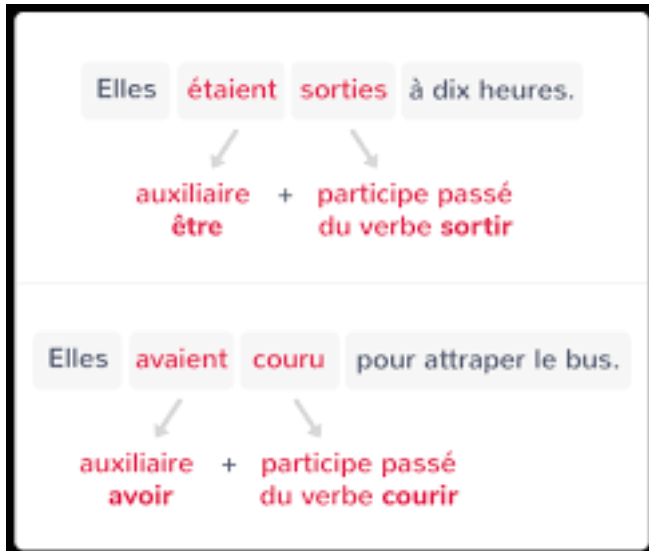 Elles étaient sorties à dix heures.
auxiliaire + participe passé
être du verbe sortir
Elles avaient couru pour attraper le bus.
auxiliaire + participe passé
avoir du verbe courir